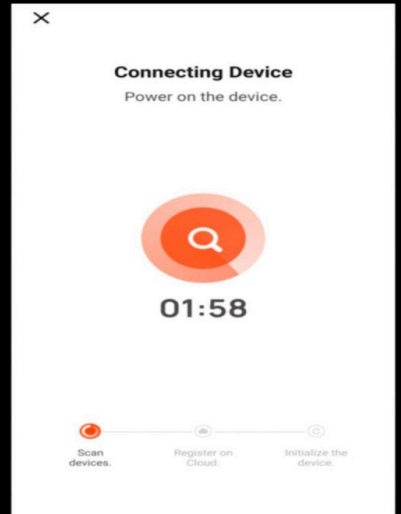 Connecting Device
Power on the device.
01:58
Scan
devices.
Register on
Cloud.
Initialize the
device.